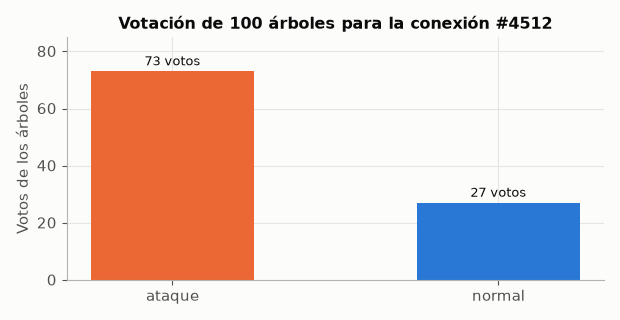 Votación de 100 árboles para la conexión #4512
Votos de los árboles
80
60
40
20
0
73 votos
27 votos
ataque
normal